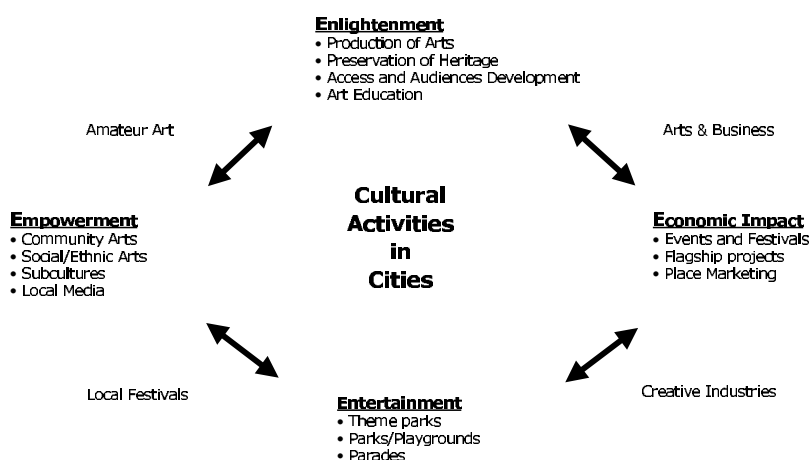 Enlightenment
• Production of Arts
• Preservation of Heritage
• Access and Audiences Development
• Art Education
Amateur Art
Arts & Business
Cultural
Activities
in
Cities
Empowerment
• Community Arts
• Social/Ethnic Arts
• Subcultures
• Local Media
Economic Impact
• Events and Festivals
• Flagship projects
• Place Marketing
Local Festivals
Creative Industries
Entertainment
• Theme parks
• Parks/Playgrounds
• Parades